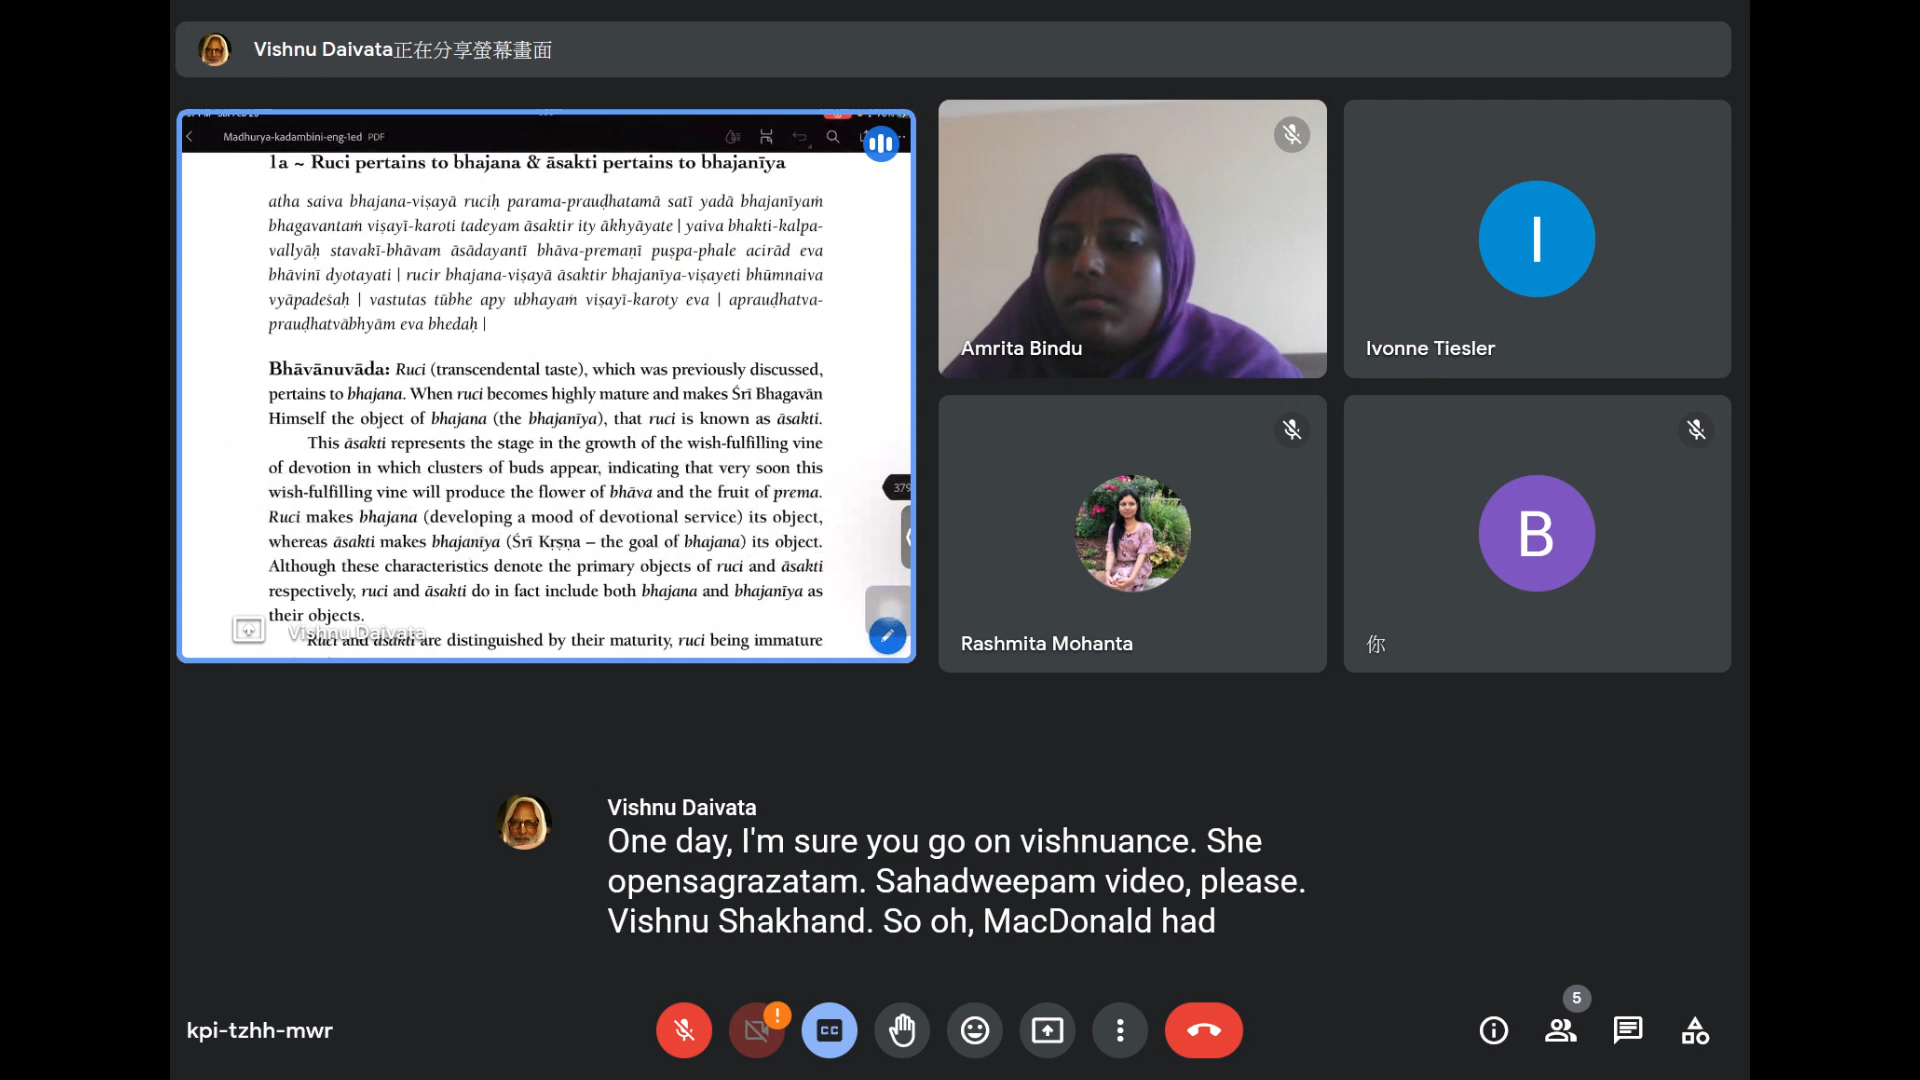 Vishnu Daivata正在分享螢幕畫面
Madhurya-kadambini-eng-1ed PDF
1a ~ Ruci pertains to bhajana & āsakti pertains to bhajanīya
atha saiva bhajana-viṣayā ruciḥ parama-prauḍhatamā satī yadā bhajanīyaṁ
bhagavantaṁ viṣayī-karoti tadeyam āsaktir ity ākhyāyate | yaiva bhakti-kalpa-
vallyāḥ stavakī-bhāvam āsādayantī bhāva-premaṇī puṣpa-phale acirād eva
bhāvinī dyotayati | rucir bhajana-viṣayā āsaktir bhajanīya-viṣayeti bhūmnaiva
vyāpadeśaḥ | vastutas tūbhe apy ubhayaṁ viṣayī-karoty eva | aprauḍhatva-
prauḍhatvābhyām eva bhedaḥ |
Bhāvānuvāda: Ruci (transcendental taste), which was previously discussed,
pertains to bhajana. When ruci becomes highly mature and makes Śrī Bhagavān
Himself the object of bhajana (the bhajanīya), that ruci is known as āsakti.
This āsakti represents the stage in the growth of the wish-fulfilling vine
of devotion in which clusters of buds appear, indicating that very soon this
wish-fulfilling vine will produce the flower of bhāva and the fruit of prema.
Ruci makes bhajana (developing a mood of devotional service) its object,
whereas āsakti makes bhajanīya (Śrī Kṛṣṇa – the goal of bhajana) its object.
Although these characteristics denote the primary objects of ruci and āsakti
respectively, ruci and āsakti do in fact include both bhajana and bhajanīya as
their objects.
Ruci and āsakti are distinguished by their maturity, ruci being immature
Vishnu Daivata
379
Amrita Bindu
I
Ivonne Tiesler
Rashmita Mohanta
B
你
Vishnu Daivata
One day, I'm sure you go on vishnuance. She
opensagrazatam. Sahadweepam video, please.
Vishnu Shakhand. So oh, MacDonald had
kpi-tzhh-mwr
!
CC
5